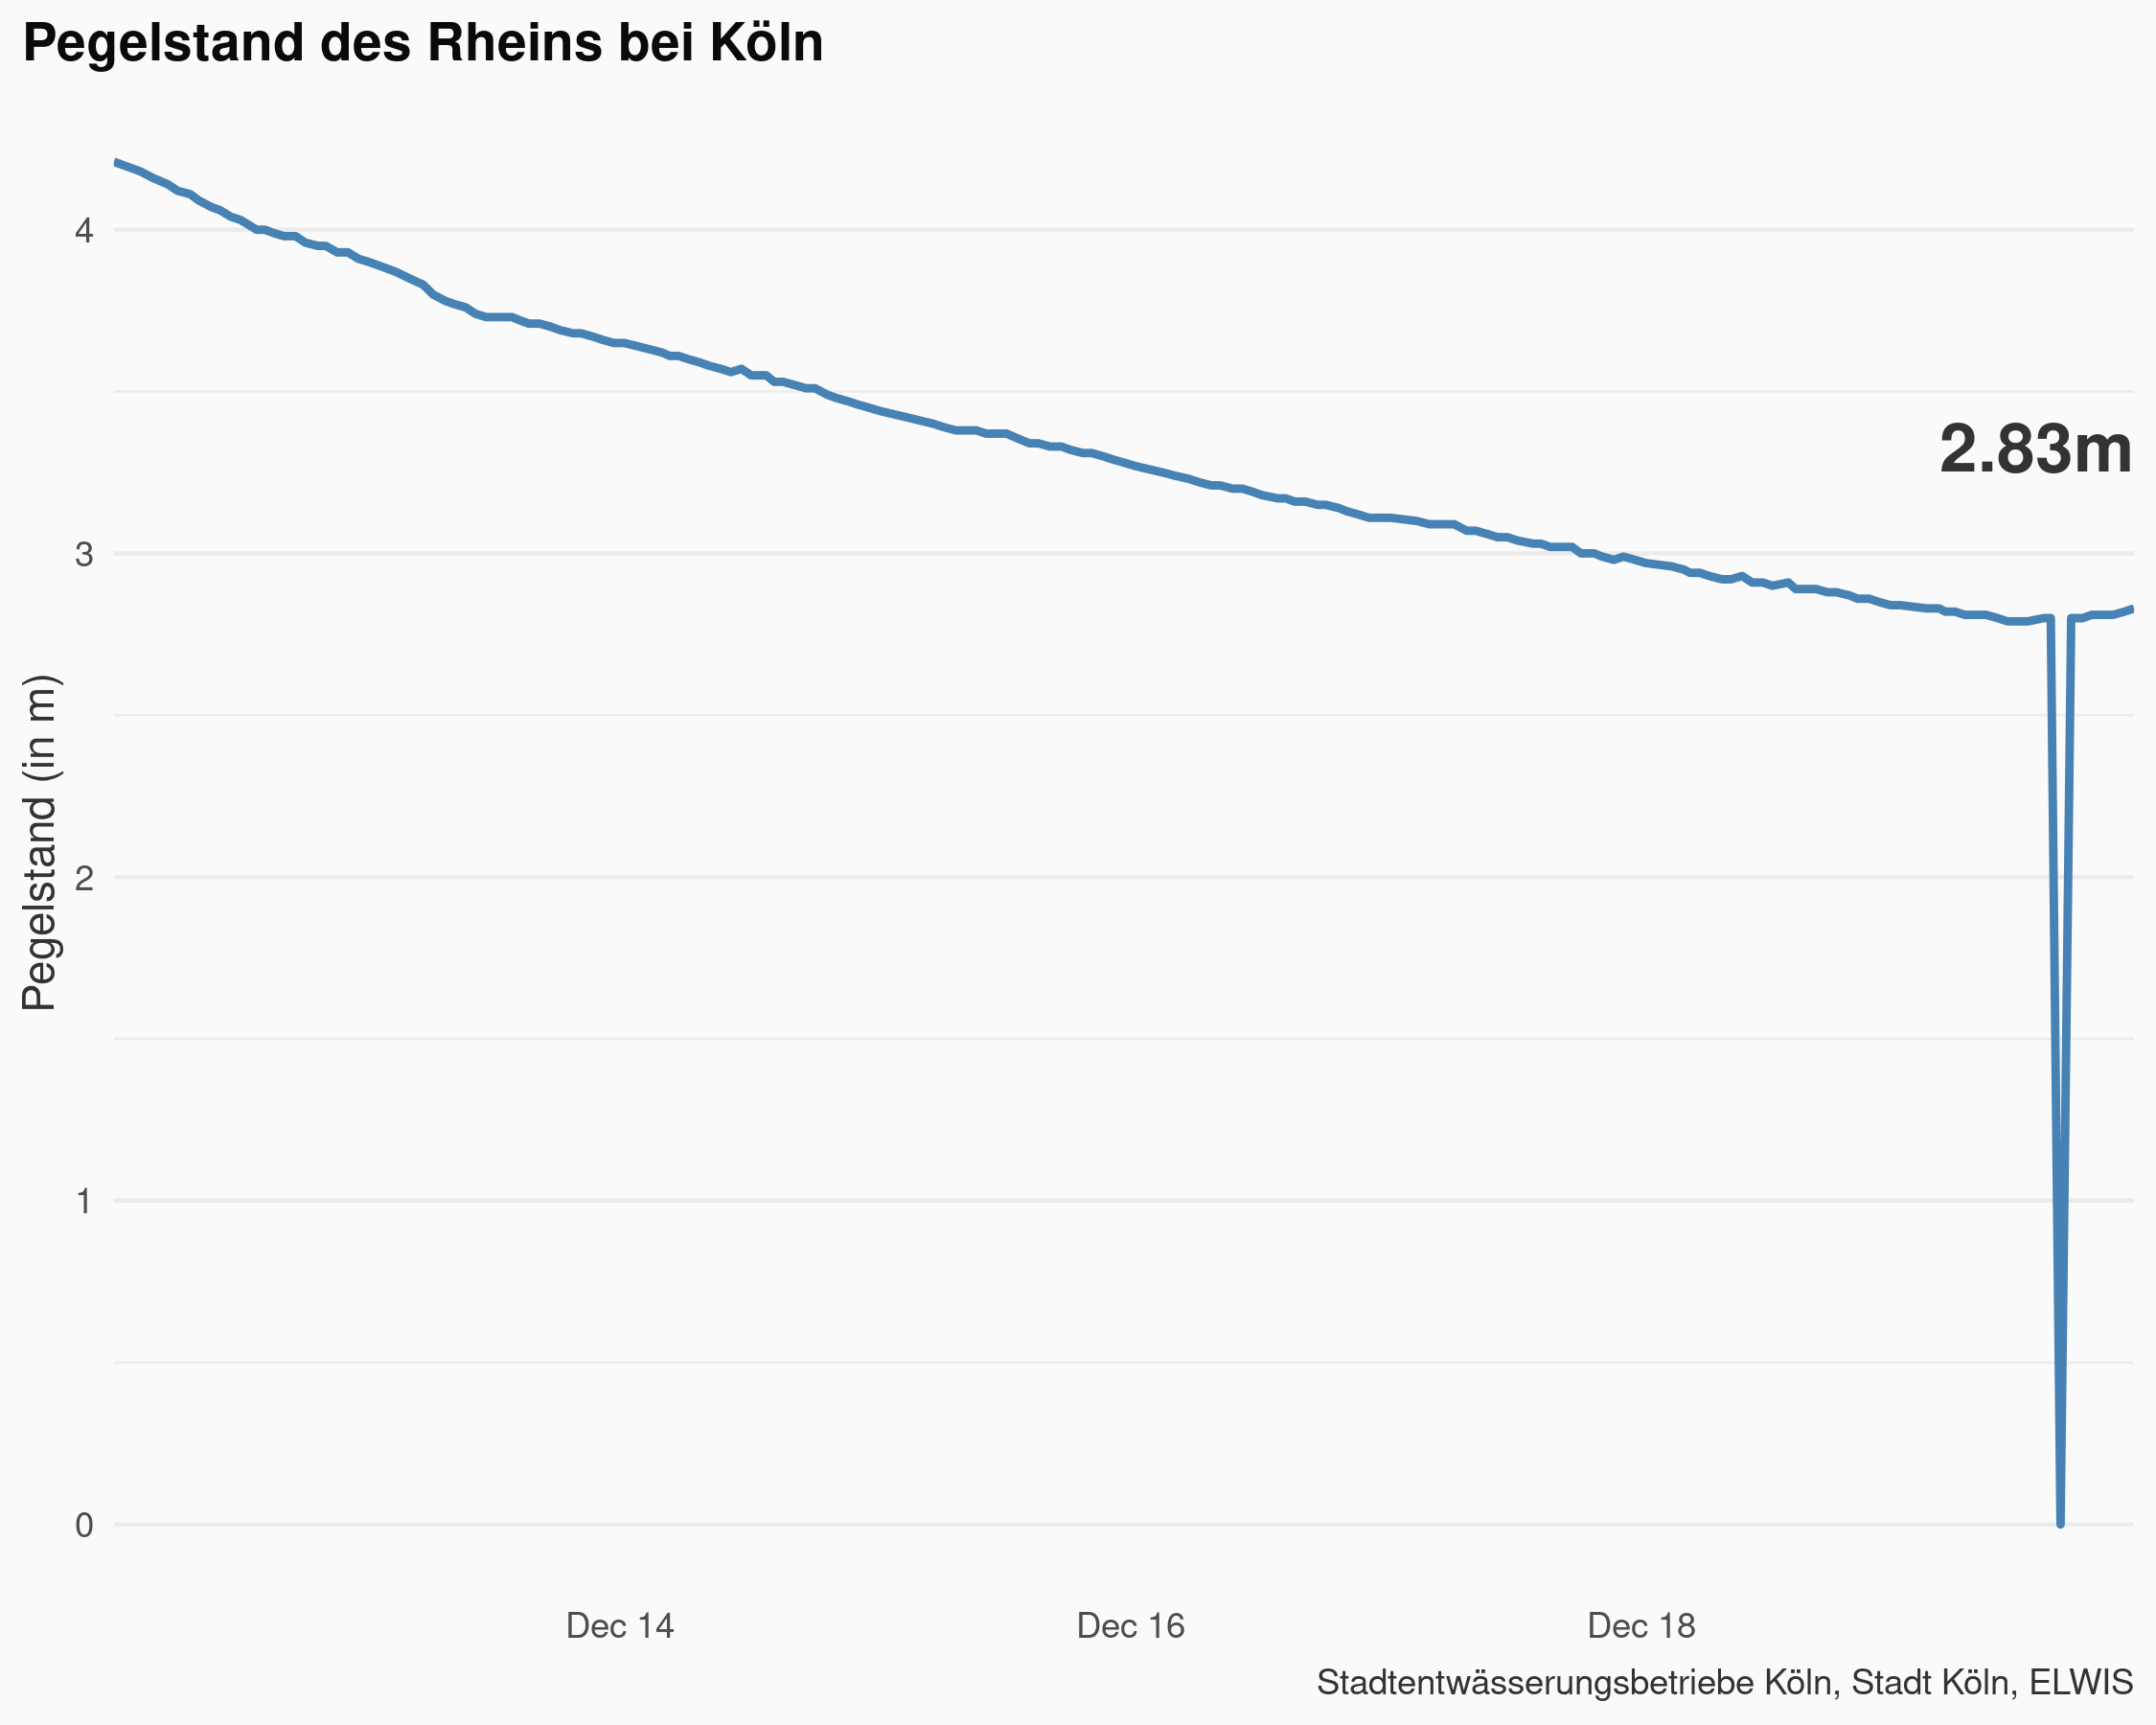 Pegelstand des Rheins bei Köln
Pegelstand (in m)
4
3
2
1
0
2.83m
Dec 14
Dec 16
Dec 18
Stadtentwässerungsbetriebe Köln, Stadt Köln, ELWIS